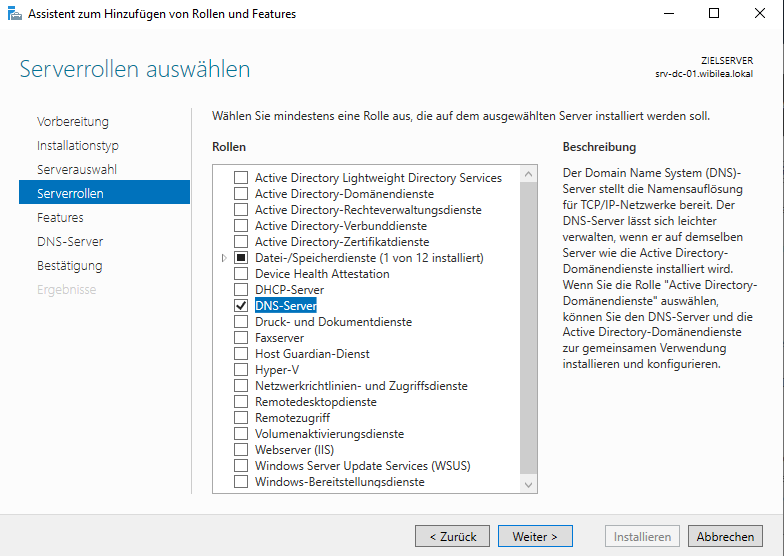 Assistent zum Hinzufügen von Rollen und Features
Serverrollen auswählen
ZIELSERVER
srv-dc-01.wibilea.lokal
Vorbereitung
Installationstyp
Serverauswahl
Serverrollen
Features
DNS-Server
Bestätigung
Ergebnisse
Wählen Sie mindestens eine Rolle aus, die auf dem ausgewählten Server installiert werden soll.
Rollen
Active Directory Lightweight Directory Services
Active Directory-Domänendienste
Active Directory-Rechteverwaltungsdienste
Active Directory-Verbunddienste
Active Directory-Zertifikatdienste
Datei-/Speicherdienste (1 von 12 installiert)
Device Health Attestation
DHCP-Server
DNS-Server
Druck- und Dokumentdienste
Faxserver
Host Guardian-Dienst
Hyper-V
Netzwerkrichtlinien- und Zugriffsdienste
Remotedesktopdienste
Remotezugriff
Volumenaktivierungsdienste
Webserver (IIS)
Windows Server Update Services (WSUS)
Windows-Bereitstellungsdienste
Beschreibung
Der Domain Name System (DNS)-
Server stellt die Namensauflösung
für TCP/IP-Netzwerke bereit. Der
DNS-Server lässt sich leichter
verwalten, wenn er auf demselben
Server wie die Active Directory-
Domänendienste installiert wird.
Wenn Sie die Rolle "Active Directory-
Domänendienste" auswählen,
können Sie den DNS-Server und die
Active Directory-Domänendienste
zur gemeinsamen Verwendung
installieren und konfigurieren.
< Zurück
Weiter >
Installieren
Abbrechen